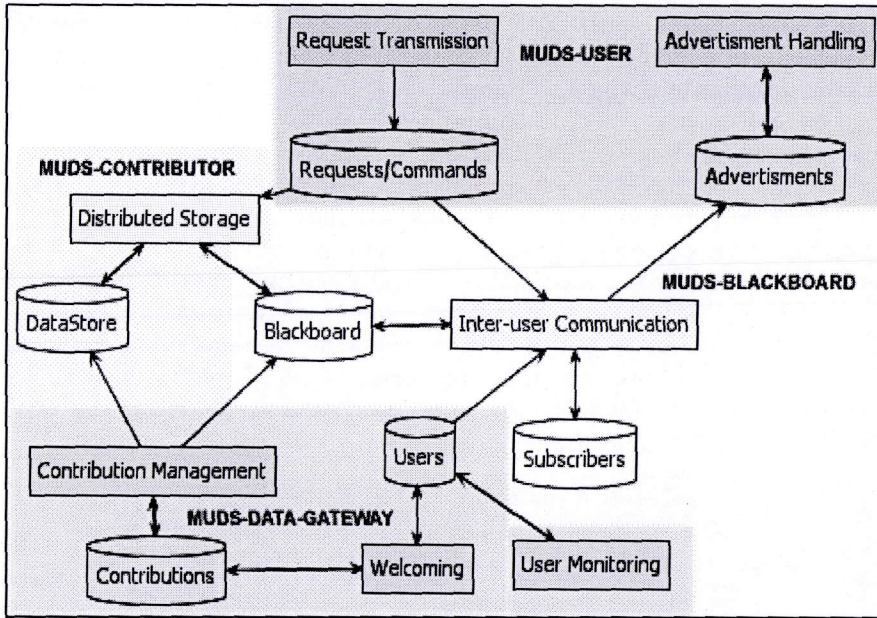 Request Transmission
MUDS-USER
Advertisment Handling
Requests/Commands
Advertisments
MUDS-CONTRIBUTOR
Distributed Storage
MUDS-BLACKBOARD
DataStore
Blackboard
Inter-user Communication
Users
Subscribers
Contribution Management
MUDS-DATA-GATEWAY
Contributions
Welcoming
User Monitoring